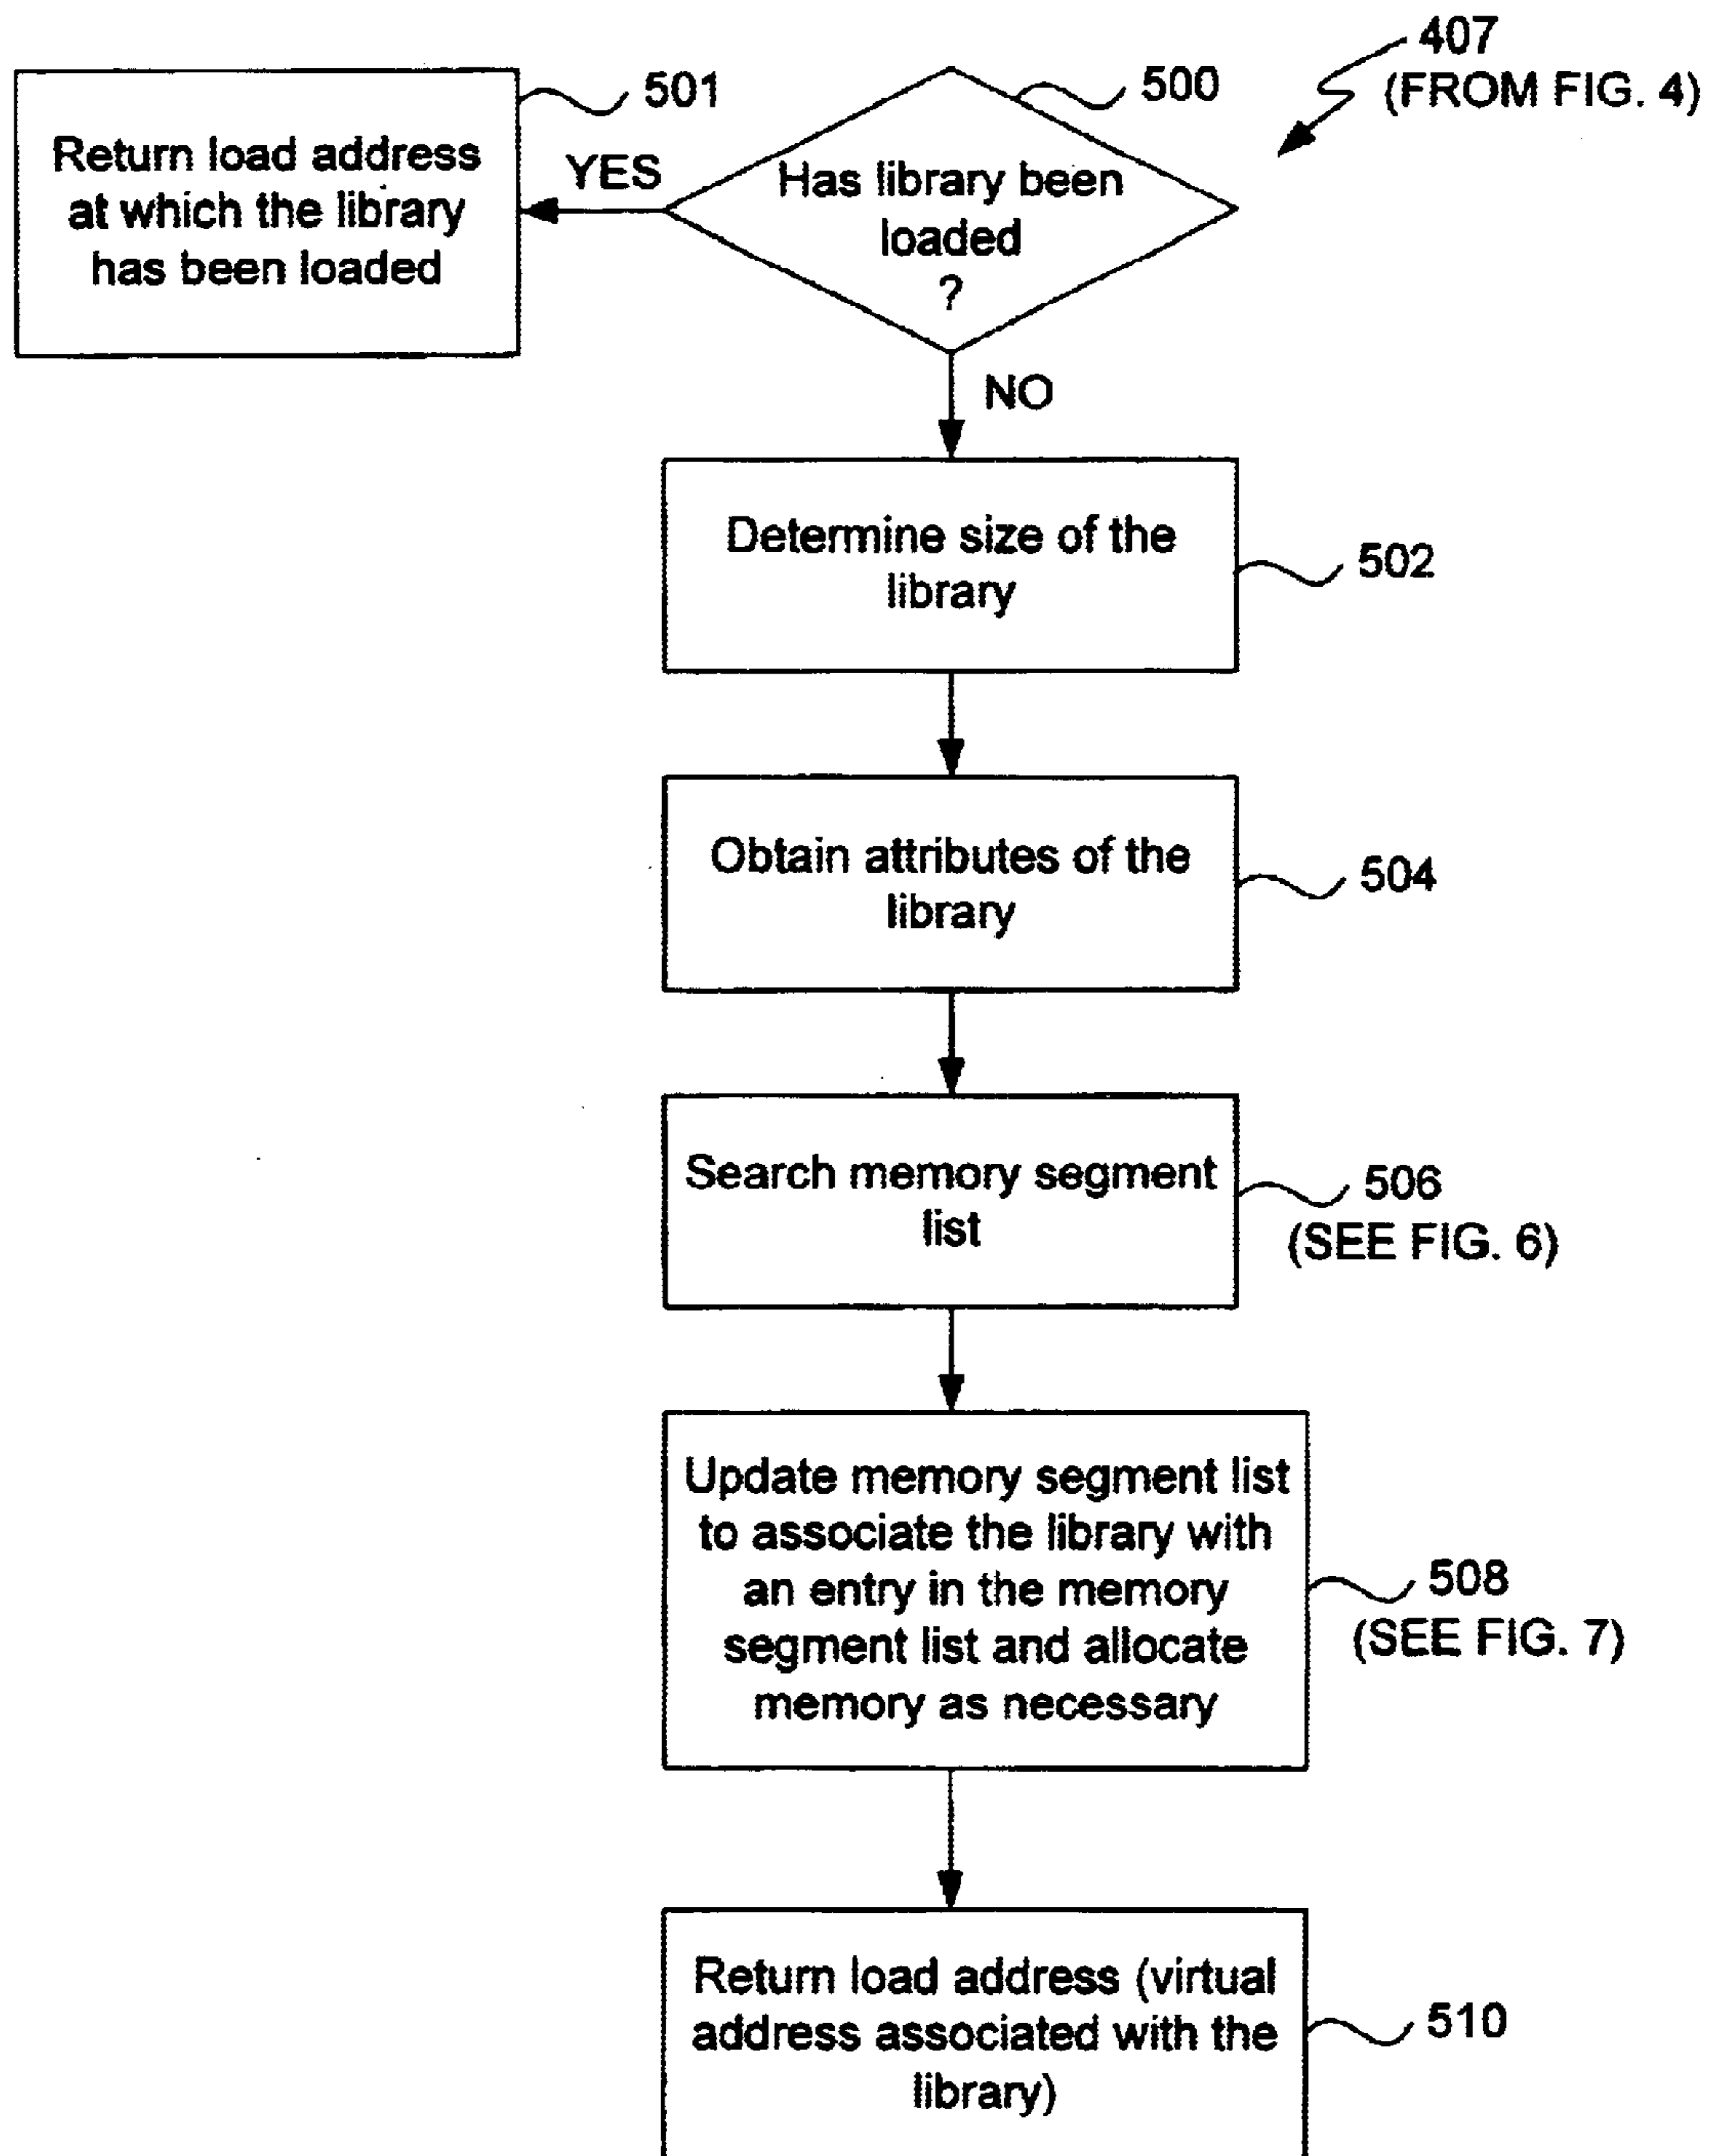 407
(FROM FIG. 4)
501
500
Return load address
at which the library
has been loaded
YES
Has library been
loaded
?
NO
Determine size of the
library
502
Obtain attributes of the
library
504
Search memory segment
list
506
(SEE FIG. 6)
Update memory segment list
to associate the library with
an entry in the memory
segment list and allocate
memory as necessary
508
(SEE FIG. 7)
Return load address (virtual
address associated with the
library)
510